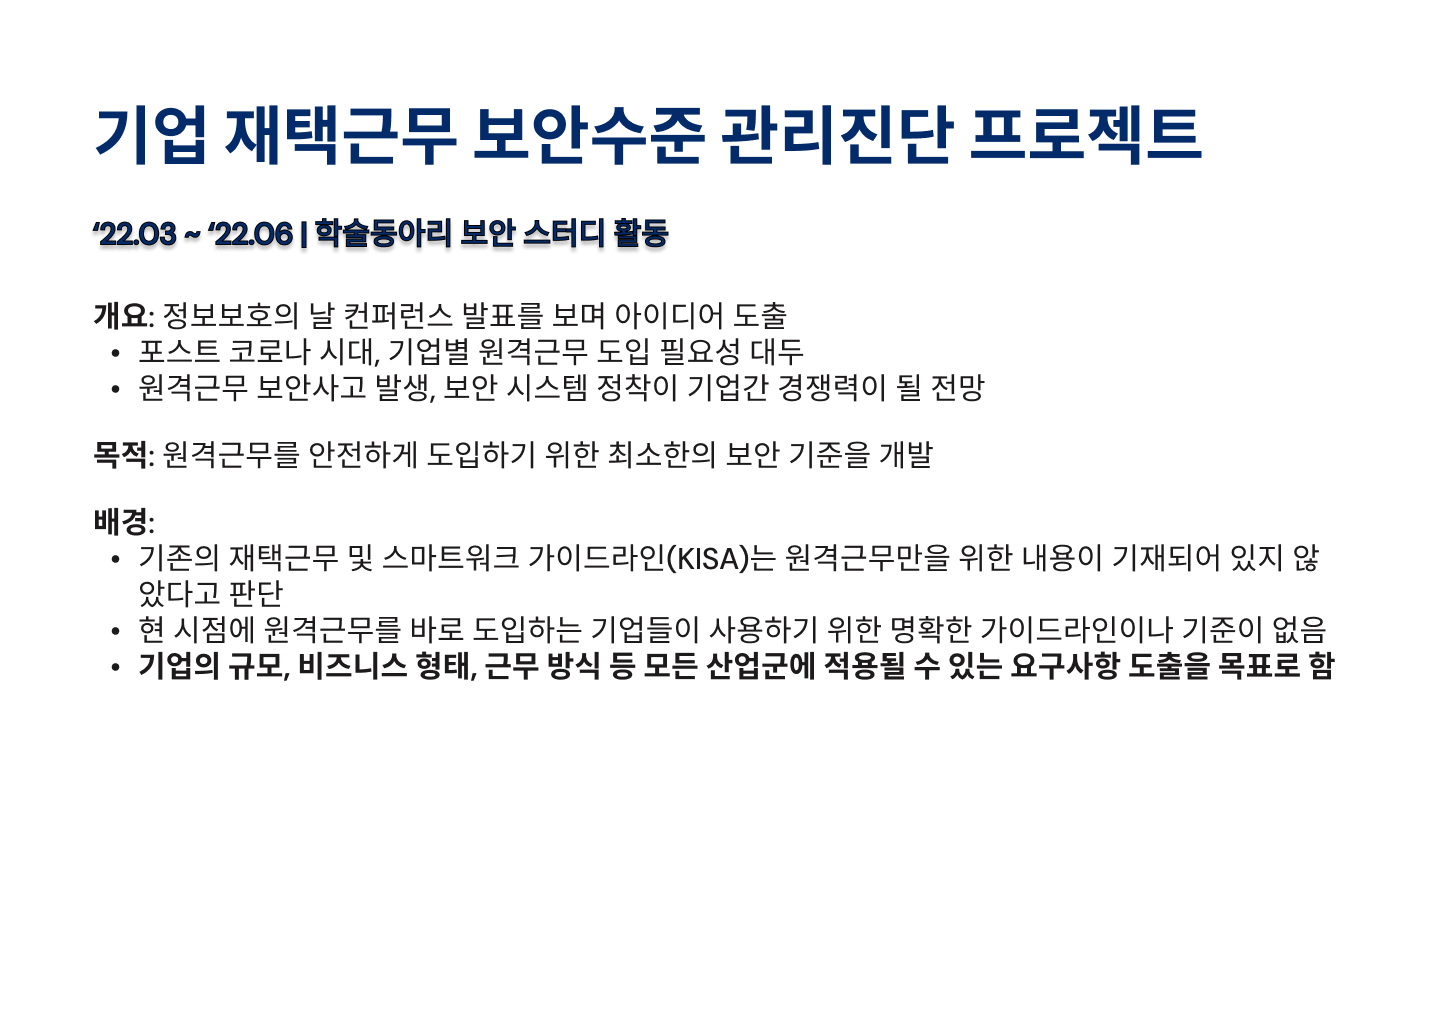 기업 재택근무 보안수준 관리진단 프로젝트
‘22.03 ~ ‘22.06 | 학술동아리 보안 스터디 활동
개요: 정보보호의 날 컨퍼런스 발표를 보며 아이디어 도출
• 포스트 코로나 시대, 기업별 원격근무 도입 필요성 대두
• 원격근무 보안사고 발생, 보안 시스템 정착이 기업간 경쟁력이 될 전망
목적: 원격근무를 안전하게 도입하기 위한 최소한의 보안 기준을 개발
배경:
• 기존의 재택근무 및 스마트워크 가이드라인(KISA)는 원격근무만을 위한 내용이 기재되어 있지 않
았다고 판단
• 현 시점에 원격근무를 바로 도입하는 기업들이 사용하기 위한 명확한 가이드라인이나 기준이 없음
• 기업의 규모, 비즈니스 형태, 근무 방식 등 모든 산업군에 적용될 수 있는 요구사항 도출을 목표로 함